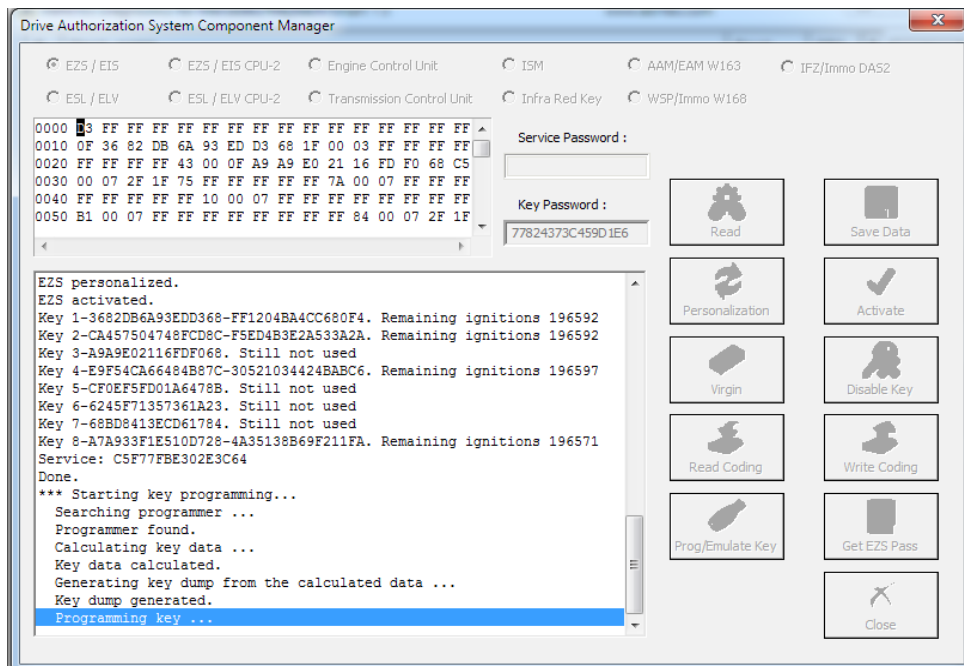 Drive Authorization System Component Manager
EZS / EIS
EZS / EIS CPU-2
Engine Control Unit
ISM
AAM/EAM W163
IFZ/Immo DAS2
ESL / ELV
ESL / ELV CPU-2
Transmission Control Unit
Infra Red Key
WSP/Immo W168
0000 D3 FF FF FF FF FF FF FF FF FF FF FF FF FF FF FF
0010 0F 36 82 DB 6A 93 ED D3 68 1F 00 03 FF FF FF FF
0020 FF FF FF FF 43 00 0F A9 A9 E0 21 16 FD F0 68 C5
0030 00 07 2F 1F 75 FF FF FF FF FF 7A 00 07 FF FF FF
0040 FF FF FF FF FF 10 00 07 FF FF FF FF FF FF FF FF
0050 B1 00 07 FF FF FF FF FF FF FF FF 84 00 07 2F 1F
Service Password :
Key Password :
77824373C459D1E6
Read
Save Data
Personalization
Activate
Virgin
Disable Key
Read Coding
Write Coding
Prog/Emulate Key
Get EZS Pass
Close
EZS personalized.
EZS activated.
Key 1-3682DB6A93EDD368-FF1204BA4CC680F4. Remaining ignitions 196592
Key 2-CA457504748FCD8C-F5ED4B3E2A533A2A. Remaining ignitions 196592
Key 3-A9A9E02116FDF068. Still not used
Key 4-E9F54CA66484B87C-30521034424BABC6. Remaining ignitions 196597
Key 5-CF0EF5FD01A6478B. Still not used
Key 6-6245F71357361A23. Still not used
Key 7-68BD8413ECD61784. Still not used
Key 8-A7A933F1E510D728-4A35138B69F211FA. Remaining ignitions 196571
Service: C5F77FBE302E3C64
Done.
*** Starting key programming...
Searching programmer ...
Programmer found.
Calculating key data ...
Key data calculated.
Generating key dump from the calculated data ...
Key dump generated.
Programming key ...